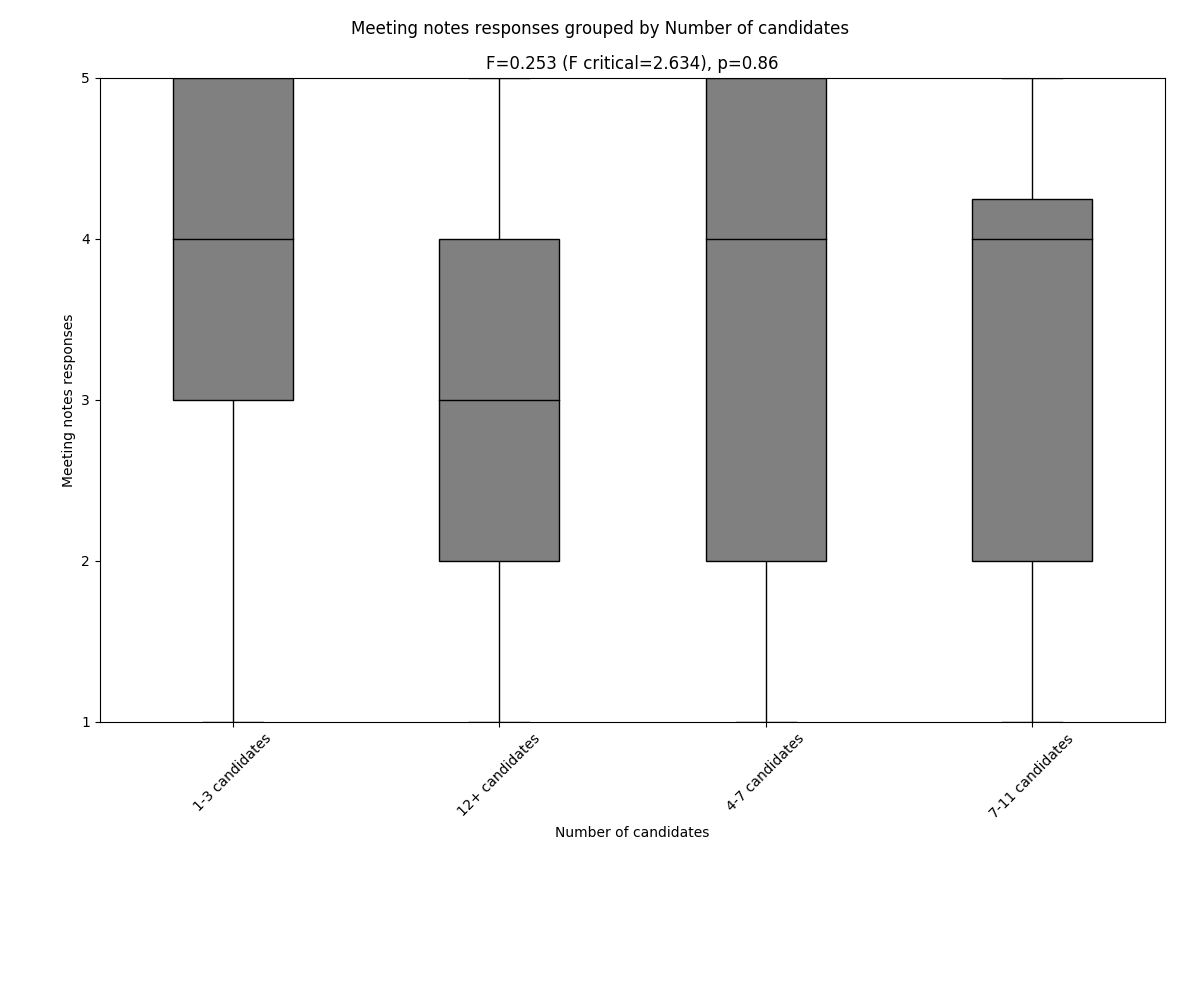 Meeting notes responses grouped by Number of candidates
F=0.253 (F critical=2.634), p=0.86
5
4
3
2
1
Meeting notes responses
1-3 candidates
12+ candidates
4-7 candidates
7-11 candidates
Number of candidates